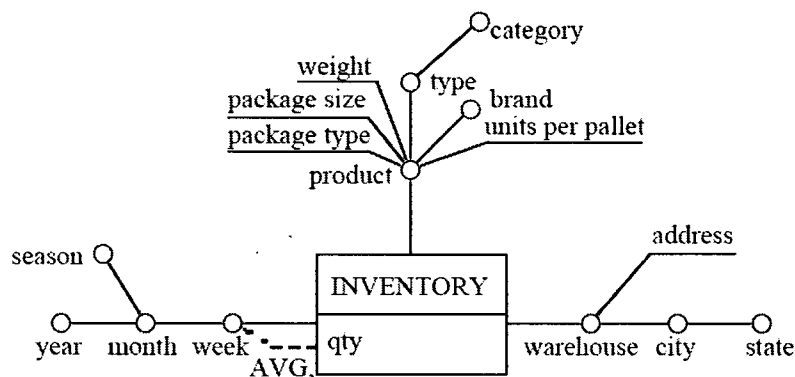 category
weight
type
package size
brand
package type
units per pallet
product
address
season
INVENTORY
year
month
week
qty
warehouse
city
state
AVG,